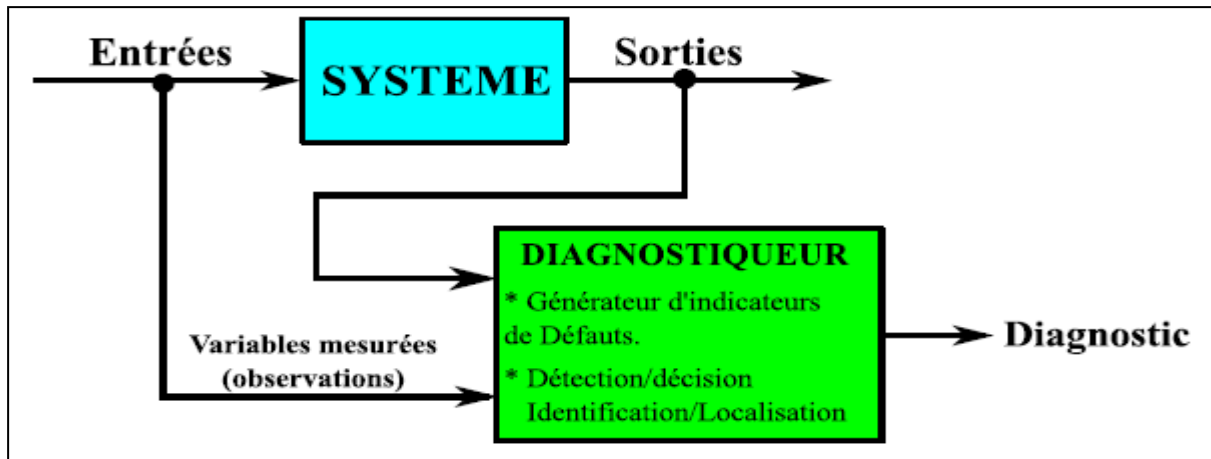 Entrées
SYSTEME
Sorties
DIAGNOSTIQUEUR
* Générateur d'indicateurs
de Défauts.
* Détection/décision
Identification/Localisation
Variables mesurées
(observations)
Diagnostic